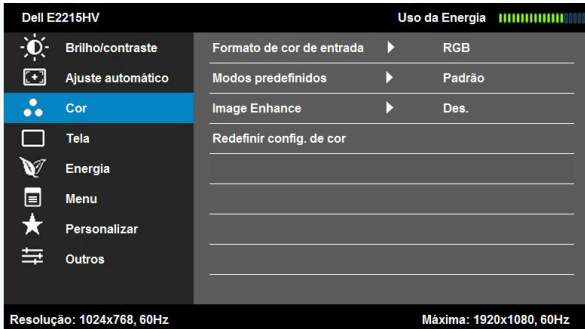 Dell E2215HV Uso da Energia
Brilho/contraste Formato de cor de entrada RGB
Ajuste automático Modos predefinidos Padrão
Cor Image Enhance Des.
Tela Redefinir config. de cor
Energia
Menu
Personalizar
Outros
Resolução: 1024x768, 60Hz Máxima: 1920x1080, 60Hz